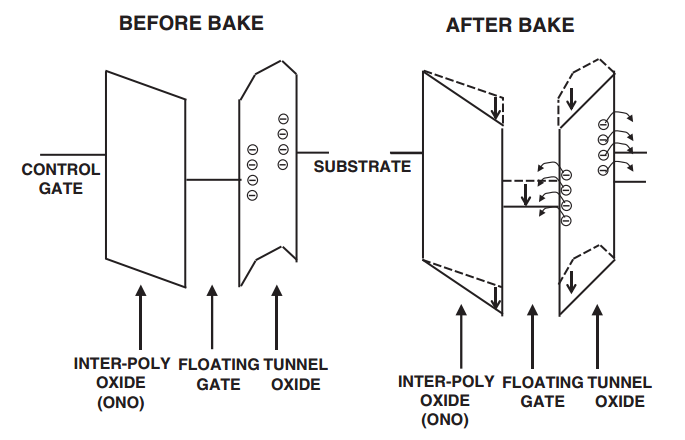 BEFORE BAKE
AFTER BAKE
CONTROL
GATE
SUBSTRATE
INTER-POLY
OXIDE
(ONO)
FLOATING
GATE
TUNNEL
OXIDE
INTER-POLY
OXIDE
(ONO)
FLOATING
GATE
TUNNEL
OXIDE